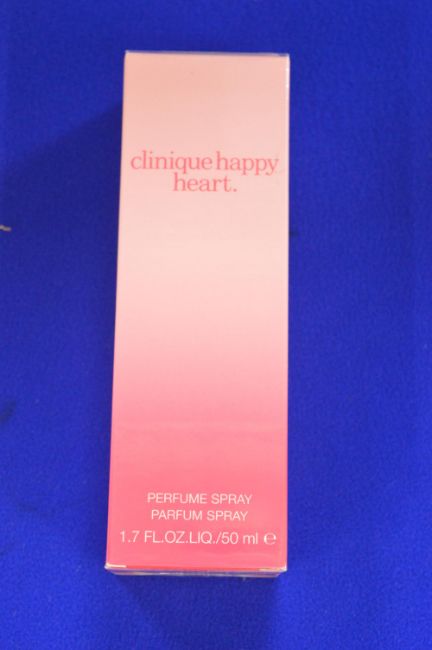 clinique happy
heart.
PERFUME SPRAY
PARFUM SPRAY
1.7 FL.OZ.LIQ./50 ml ℮